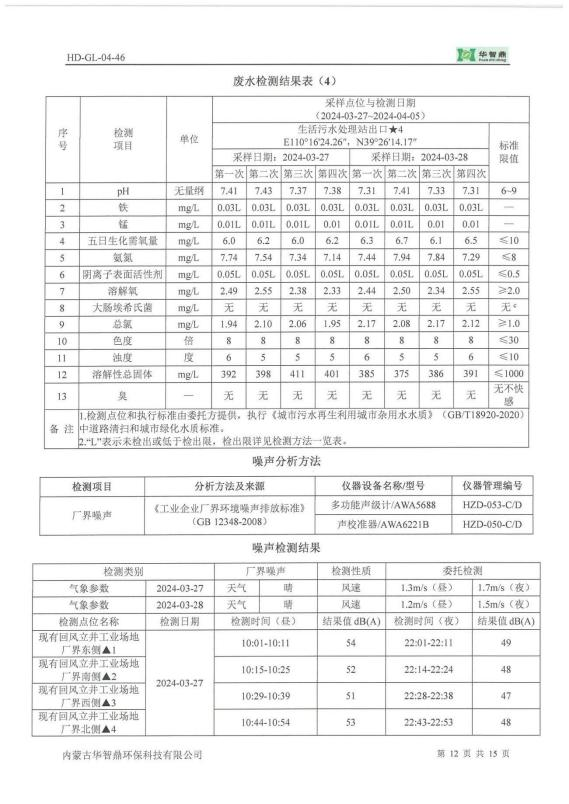 HD-GL-04-46
华智鼎
废水检测结果表（4）
序号 检测项目 单位 采样点位与检测日期（2024-03-27~2024-04-05） 标准限值
生活污水处理站出口★4
E110°16′24.26″，N39°26′14.17″
采样日期：2024-03-27 采样日期：2024-03-28
第一次 第二次 第三次 第四次 第一次 第二次 第三次 第四次
1 pH 无量纲 7.41 7.43 7.37 7.38 7.31 7.41 7.33 7.31 6~9
2 铁 mg/L 0.03L 0.03L 0.03L 0.03L 0.03L 0.03L 0.03L 0.03L —
3 锰 mg/L 0.01L 0.01L 0.01L 0.01 0.01L 0.01L 0.01 0.01 —
4 五日生化需氧量 mg/L 6.0 6.2 6.0 6.2 6.3 6.7 6.1 6.5 ≤10
5 氨氮 mg/L 7.74 7.54 7.34 7.14 7.44 7.94 7.84 7.29 ≤8
6 阴离子表面活性剂 mg/L 0.05L 0.05L 0.05L 0.05L 0.05L 0.05L 0.05L 0.05L ≤0.5
7 溶解氧 mg/L 2.49 2.55 2.38 2.33 2.44 2.50 2.34 2.55 ≥2.0
8 大肠埃希氏菌 mg/L 无 无 无 无 无 无 无 无 无 c
9 总氯 mg/L 1.94 2.10 2.06 1.95 2.17 2.08 2.17 2.12 ≥1.0
10 色度 倍 8 8 8 8 8 8 8 8 ≤30
11 浊度 度 6 5 5 5 6 5 5 6 ≤10
12 溶解性总固体 mg/L 392 398 411 401 385 375 386 391 ≤1000
13 臭 — 无 无 无 无 无 无 无 无 无不快感
备注 1.检测点位和执行标准由委托方提供，执行《城市污水再生利用城市杂用水水质》（GB/T18920-2020）
中道路清扫和城市绿化水质标准。
2.“L”表示未检出或低于检出限，检出限详见检测方法一览表。
噪声分析方法
检测项目 分析方法及来源 仪器设备名称/型号 仪器管理编号
厂界噪声 《工业企业厂界环境噪声排放标准》（GB 12348-2008） 多功能声级计/AWA5688 HZD-053-C/D
声校准器/AWA6221B HZD-050-C/D
噪声检测结果
检测类别 厂界噪声 检测性质 委托检测
气象参数 2024-03-27 天气 晴 风速 1.3m/s（昼） 1.7m/s（夜）
气象参数 2024-03-28 天气 晴 风速 1.2m/s（昼） 1.5m/s（夜）
检测点位名称 检测日期 检测时间（昼） 结果值 dB(A) 检测时间（夜） 结果值 dB(A)
现有回风立井工业场地厂界东侧▲1 2024-03-27 10:01-10:11 54 22:01-22:11 49
现有回风立井工业场地厂界南侧▲2 10:15-10:25 52 22:14-22:24 48
现有回风立井工业场地厂界西侧▲3 10:29-10:39 51 22:28-22:38 47
现有回风立井工业场地厂界北侧▲4 10:44-10:54 53 22:43-22:53 48
内蒙古华智鼎环保科技有限公司
第 12 页 共 15 页